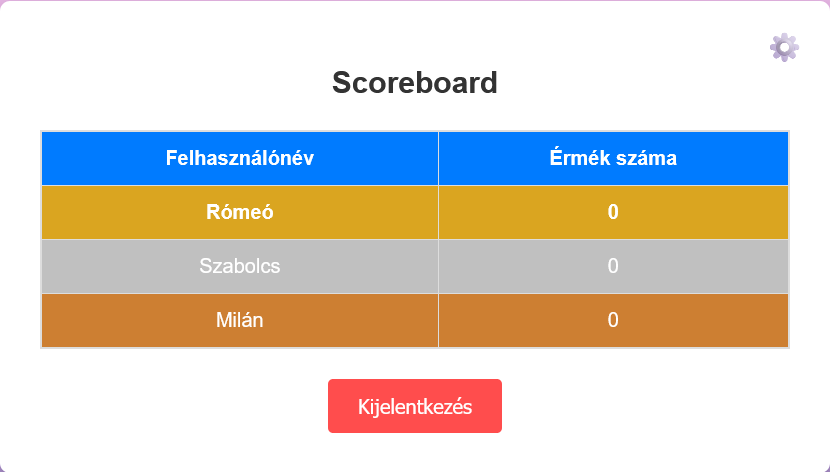 Scoreboard
Felhasználónév Érmék száma
Rómeó 0
Szabolcs 0
Milán 0
Kijelentkezés